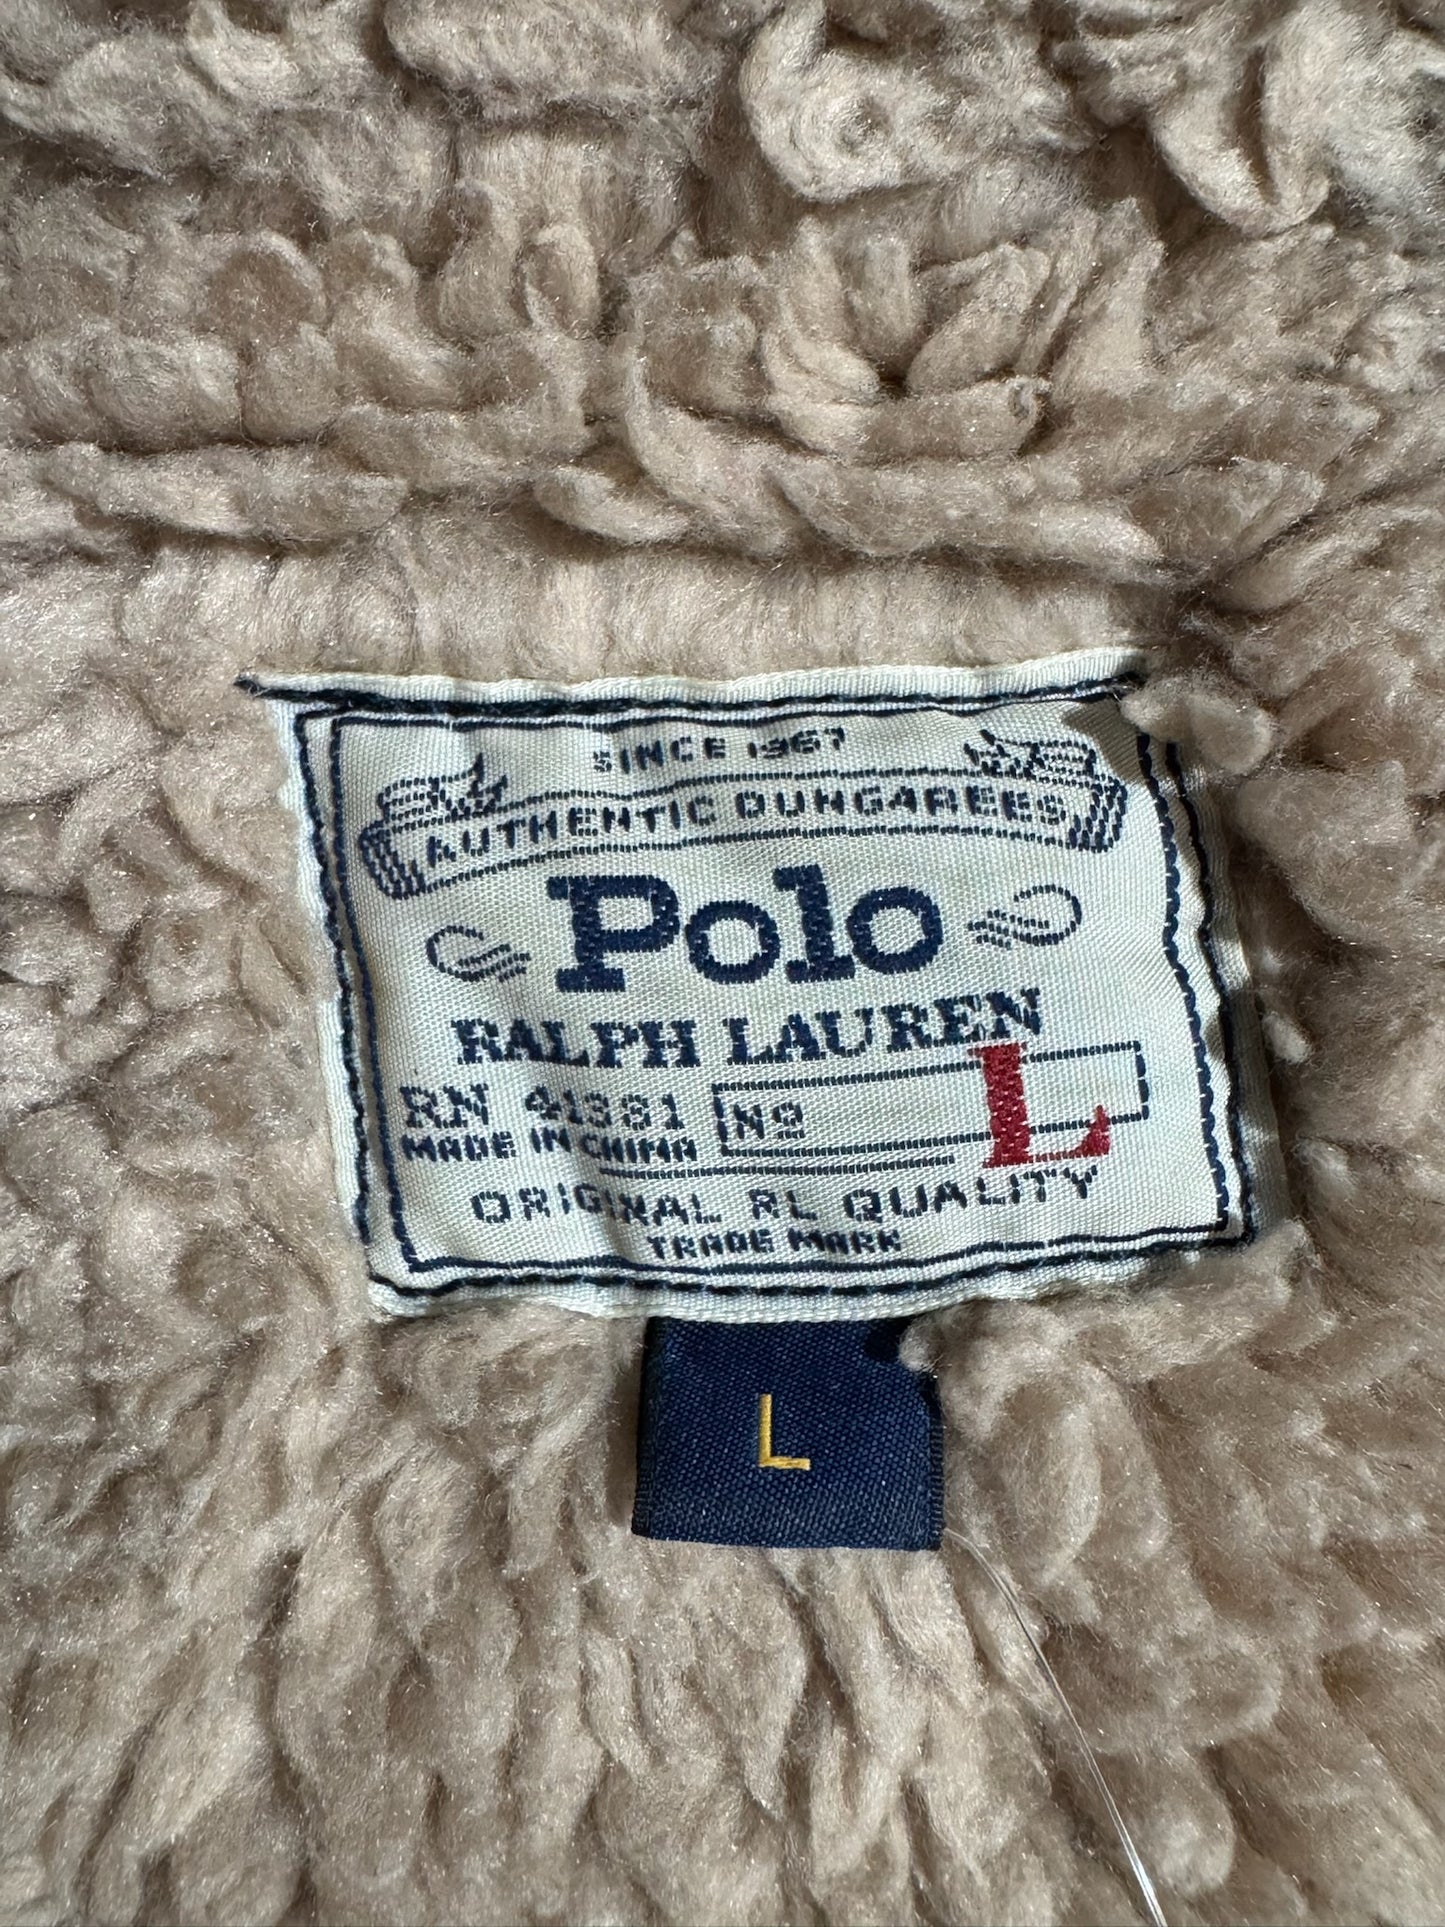 SINCE 1967
AUTHENTIC DUNGAREES
Polo
RALPH LAUREN
RN 41381 Nº L
MADE IN CHINA
ORIGINAL RL QUALITY
TRADE MARK
L